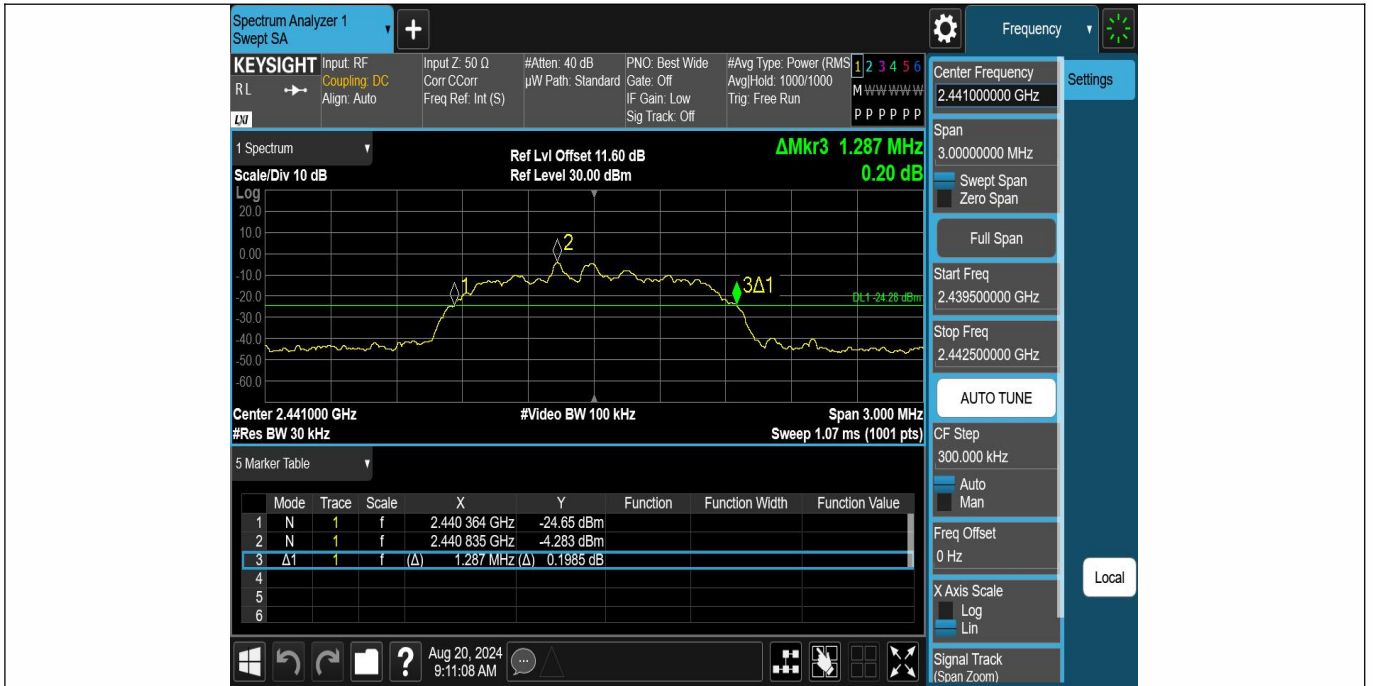 Spectrum Analyzer 1
Swept SA
+
Frequency
KEYSIGHT
RL
LXI
Input: RF
Coupling: DC
Align: Auto
Input Z: 50 Ω
Corr CCorr
Freq Ref: Int (S)
#Atten: 40 dB
µW Path: Standard
PNO: Best Wide
Gate: Off
IF Gain: Low
Sig Track: Off
#Avg Type: Power (RMS
Avg|Hold: 1000/1000
Trig: Free Run
1 2 3 4 5 6
M W W W W W
P P P P P P
1 Spectrum
Scale/Div 10 dB
Ref Lvl Offset 11.60 dB
Ref Level 30.00 dBm
ΔMkr3 1.287 MHz
0.20 dB
Log
20.0
10.0
0.00
-10.0
-20.0
-30.0
-40.0
-50.0
-60.0
1
2
3Δ1
DL1 -24.28 dBm
Center 2.441000 GHz
#Res BW 30 kHz
#Video BW 100 kHz
Span 3.000 MHz
Sweep 1.07 ms (1001 pts)
5 Marker Table
Mode Trace Scale X Y Function Function Width Function Value
1 N 1 f 2.440 364 GHz -24.65 dBm
2 N 1 f 2.440 835 GHz -4.283 dBm
3 Δ1 1 f (Δ) 1.287 MHz (Δ) 0.1985 dB
4
5
6
?
Aug 20, 2024
9:11:08 AM
Center Frequency
2.441000000 GHz
Span
3.00000000 MHz
Swept Span
Zero Span
Full Span
Start Freq
2.439500000 GHz
Stop Freq
2.442500000 GHz
AUTO TUNE
CF Step
300.000 kHz
Auto
Man
Freq Offset
0 Hz
X Axis Scale
Log
Lin
Signal Track
(Span Zoom)
Settings
Local